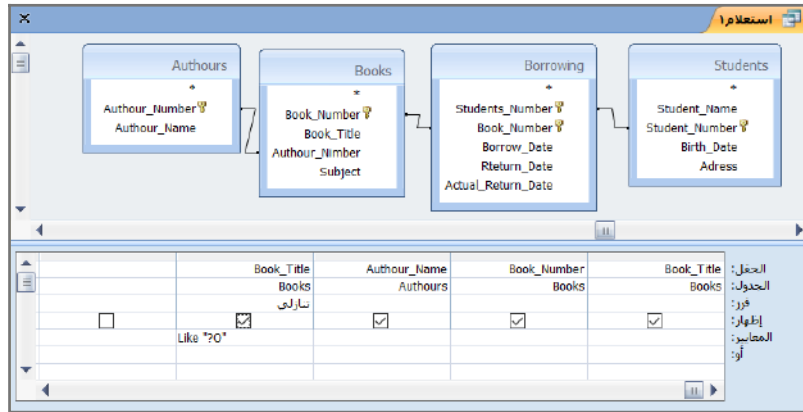 استعلام١
Authours
*
Authour_Number
Authour_Name
Books
*
Book_Number
Book_Title
Authour_Nimber
Subject
Borrowing
*
Students_Number
Book_Number
Borrow_Date
Rteturn_Date
Actual_Return_Date
Students
*
Student_Name
Student_Number
Birth_Date
Adress
الحقل: Book_Title Book_Number Authour_Name Book_Title
الجدول: Books Books Authours Books
فرز: تنازلي
إظهار:
المعايير: Like "?O"
أو: